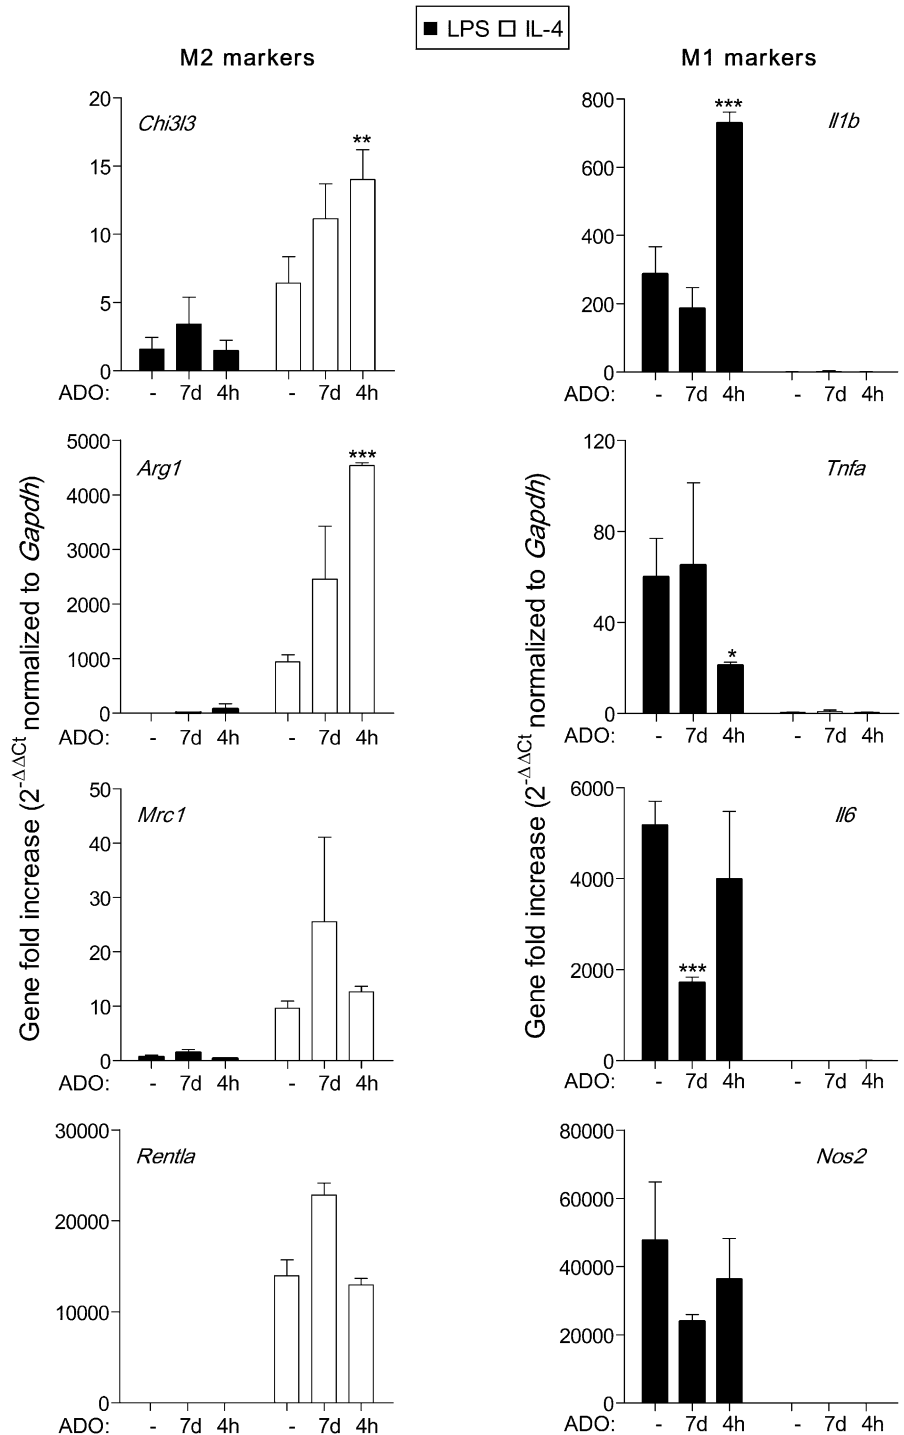 LPS IL-4
M2 markers
M1 markers
Gene fold increase (2-ΔΔCt normalized to Gapdh)
Chi3l3
20
15
10
5
0
ADO: - 7d 4h - 7d 4h
**
Arg1
5000
4000
3000
2000
1000
0
ADO: - 7d 4h - 7d 4h
***
Mrc1
50
40
30
20
10
0
ADO: - 7d 4h - 7d 4h
Rentla
30000
20000
10000
0
ADO: - 7d 4h - 7d 4h
Gene fold increase (2-ΔΔCt normalized to Gapdh)
Il1b
800
600
400
200
0
ADO: - 7d 4h - 7d 4h
***
Tnfa
120
80
40
0
ADO: - 7d 4h - 7d 4h
*
Il6
6000
4000
2000
0
ADO: - 7d 4h - 7d 4h
***
Nos2
80000
60000
40000
20000
0
ADO: - 7d 4h - 7d 4h